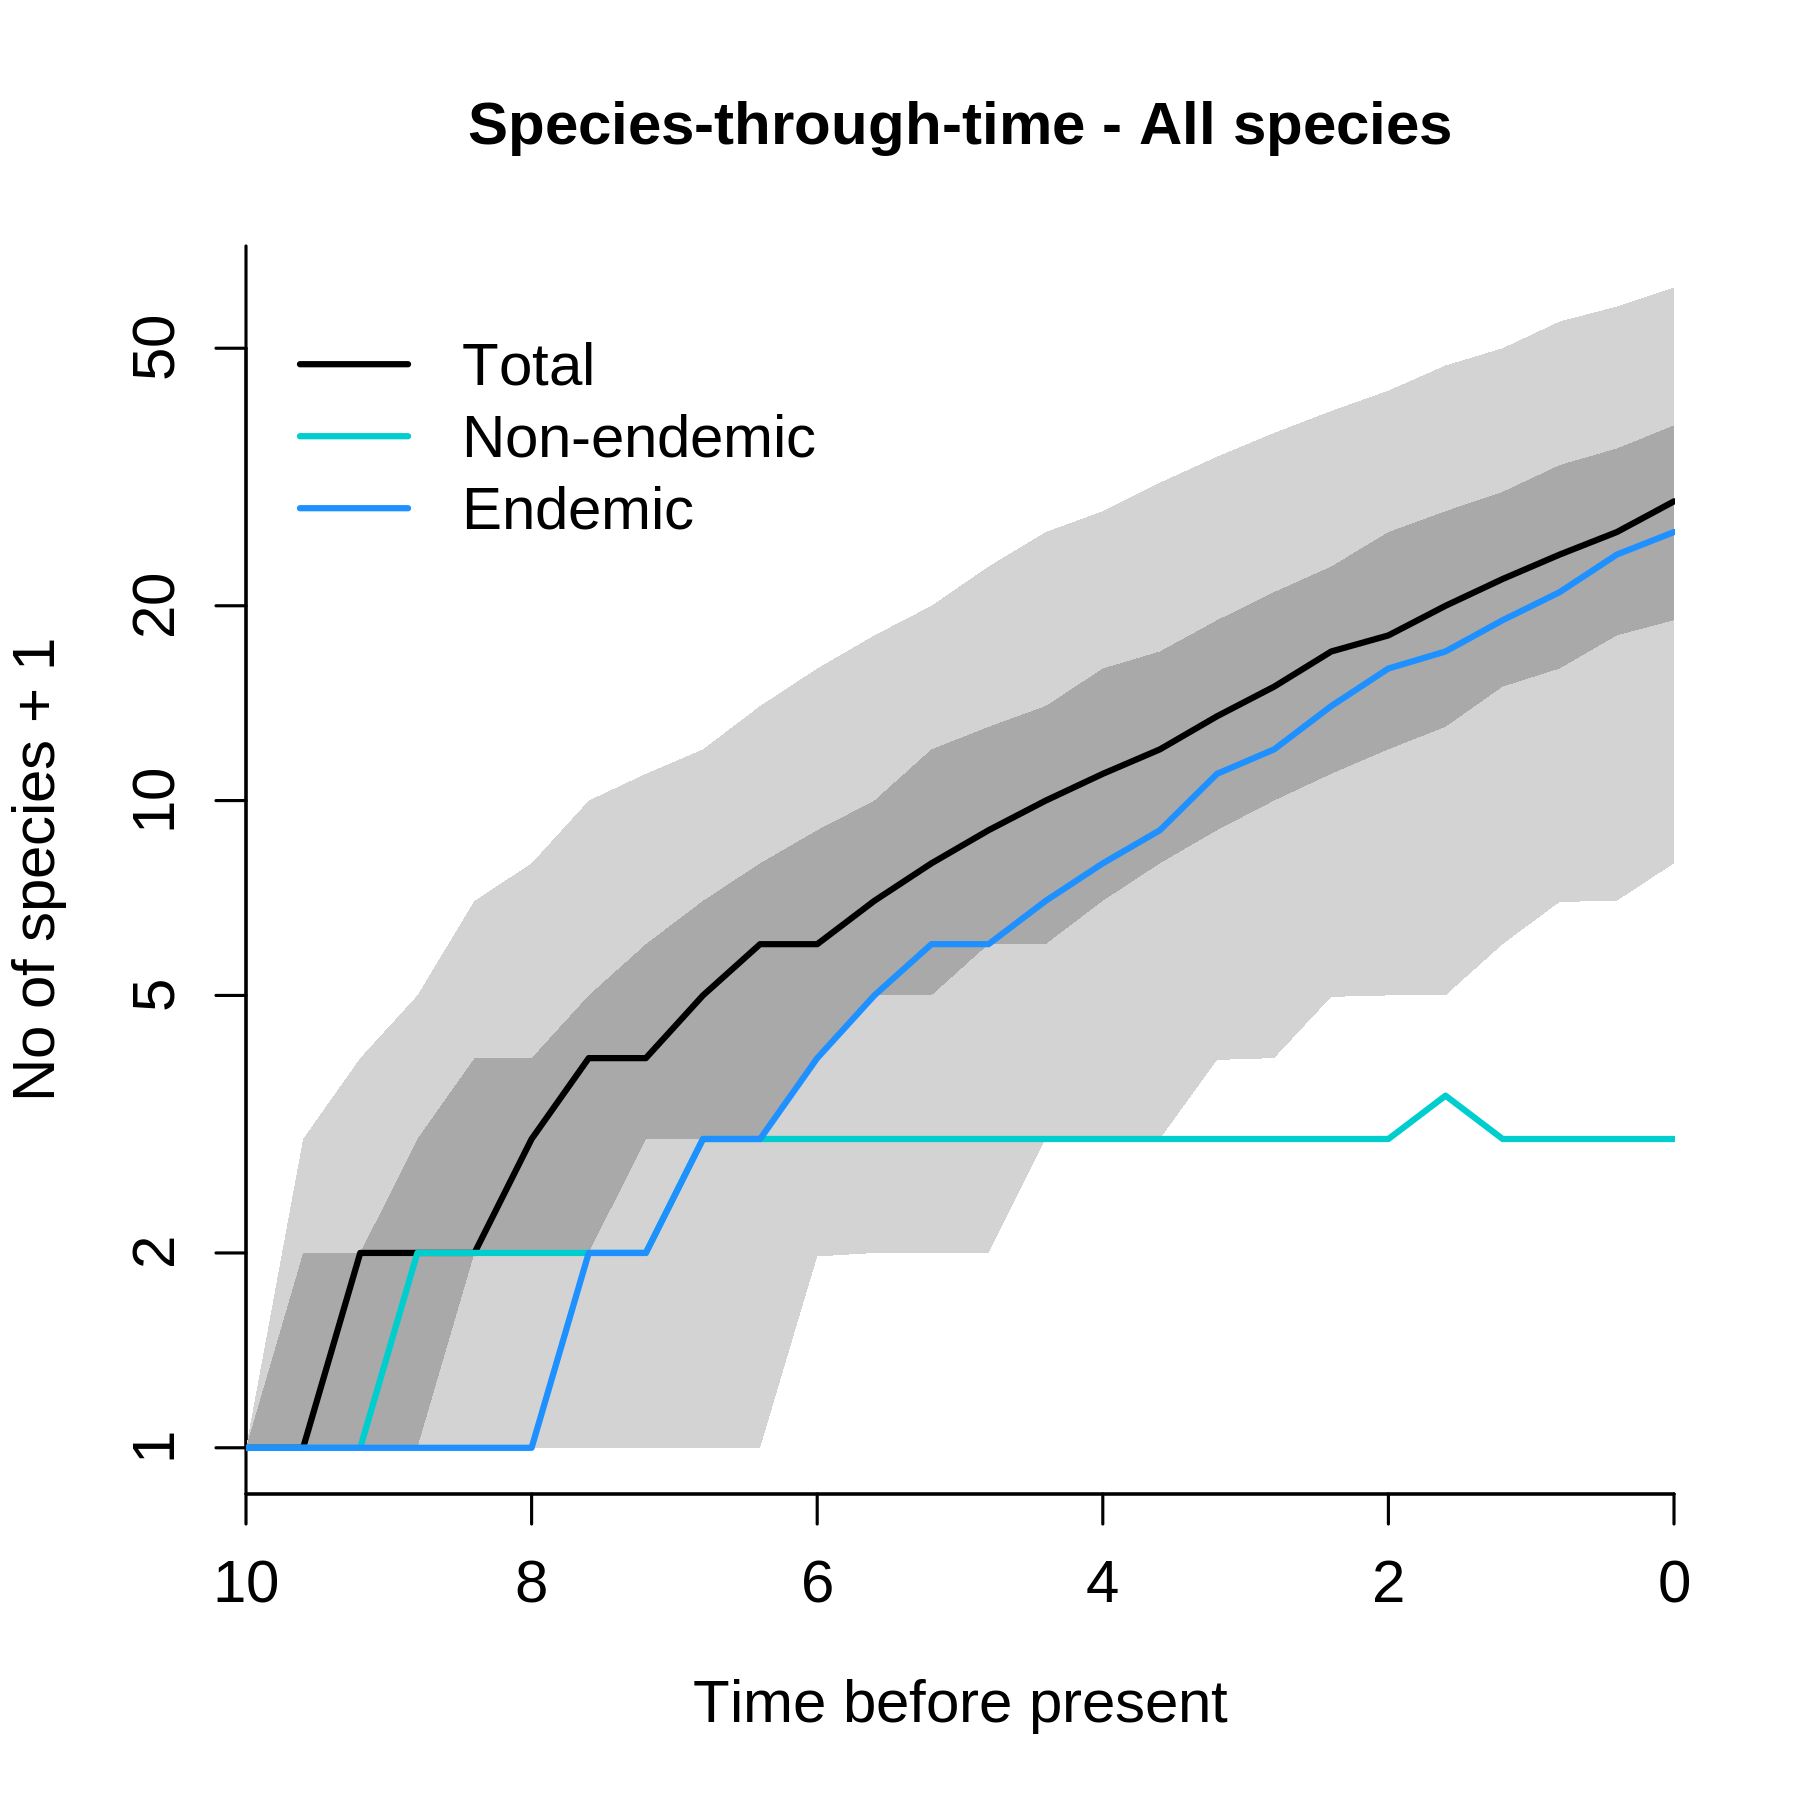 Species-through-time - All species
Total
Non-endemic
Endemic
No of species + 1
50
20
10
5
2
1
10 8 6 4 2 0
Time before present